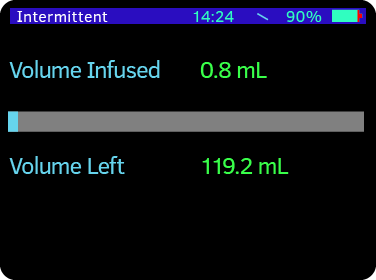 Intermittent 14:24 90%
Volume Infused 0.8 mL
Volume Left 119.2 mL